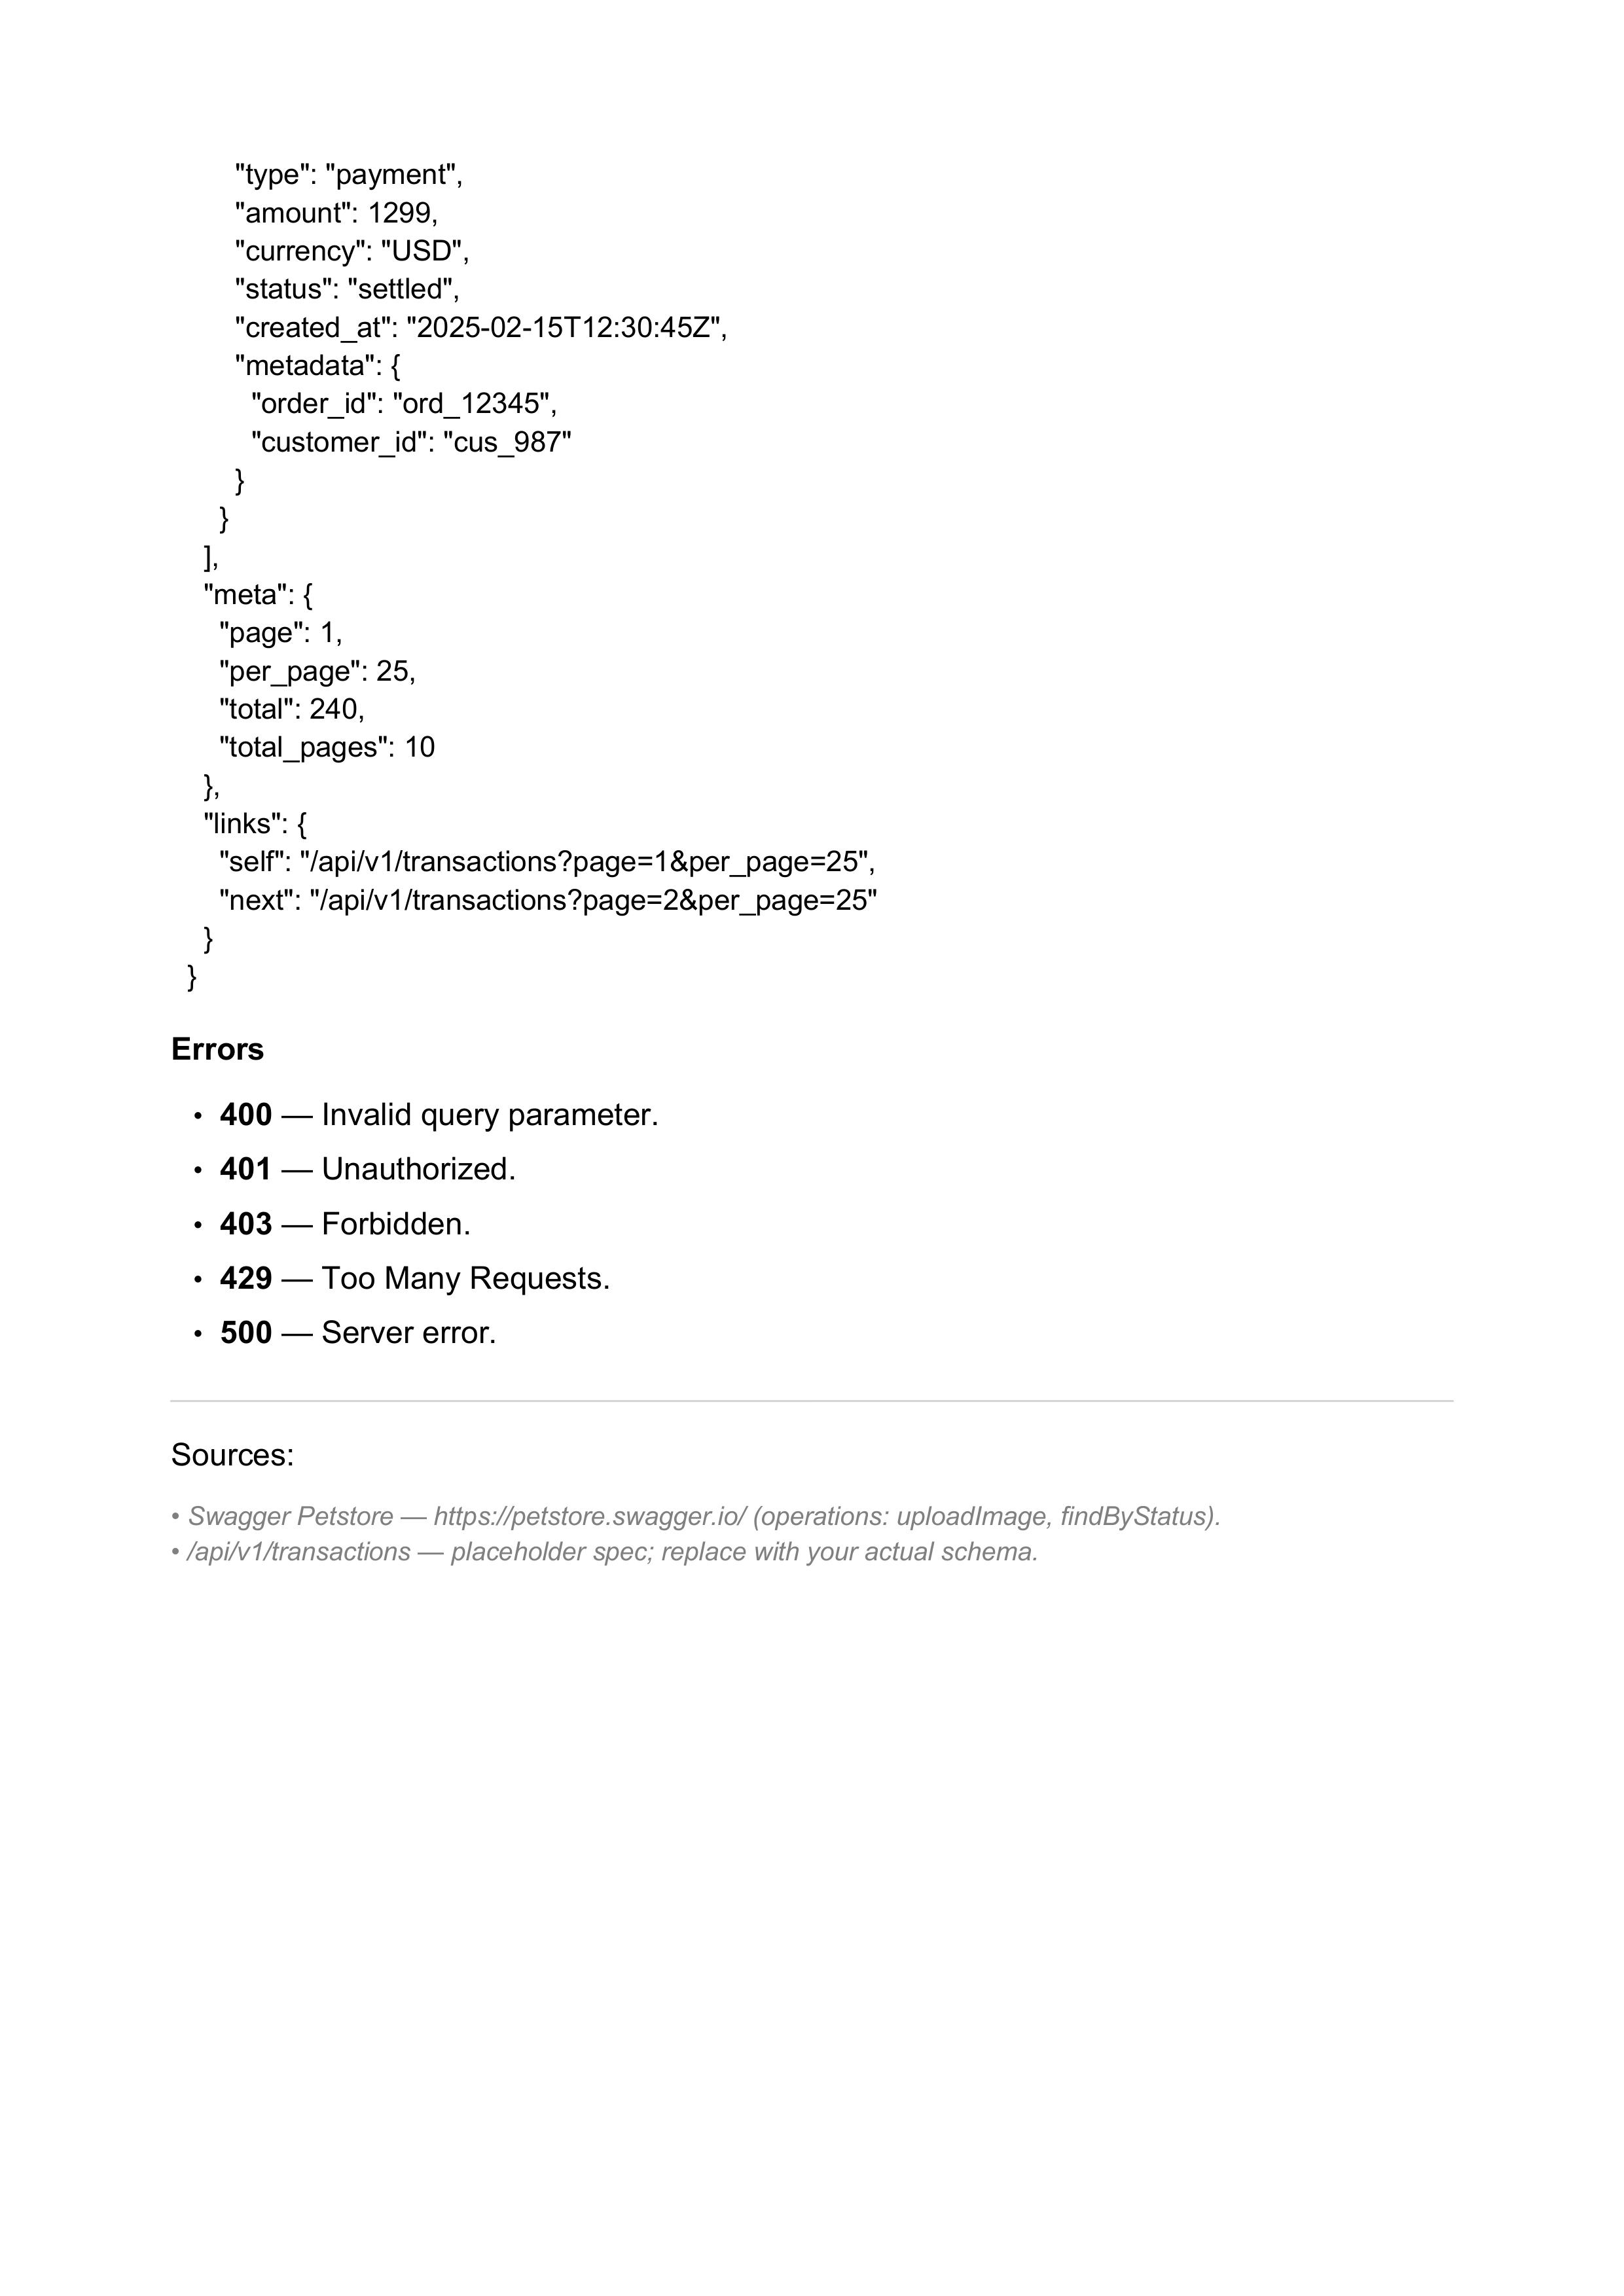 "type": "payment",
"amount": 1299,
"currency": "USD",
"status": "settled",
"created_at": "2025-02-15T12:30:45Z",
"metadata": {
"order_id": "ord_12345",
"customer_id": "cus_987"
}
}
],
"meta": {
"page": 1,
"per_page": 25,
"total": 240,
"total_pages": 10
},
"links": {
"self": "/api/v1/transactions?page=1&per_page=25",
"next": "/api/v1/transactions?page=2&per_page=25"
}
}
Errors
• 400 — Invalid query parameter.
• 401 — Unauthorized.
• 403 — Forbidden.
• 429 — Too Many Requests.
• 500 — Server error.
Sources:
• Swagger Petstore — https://petstore.swagger.io/ (operations: uploadImage, findByStatus).
• /api/v1/transactions — placeholder spec; replace with your actual schema.